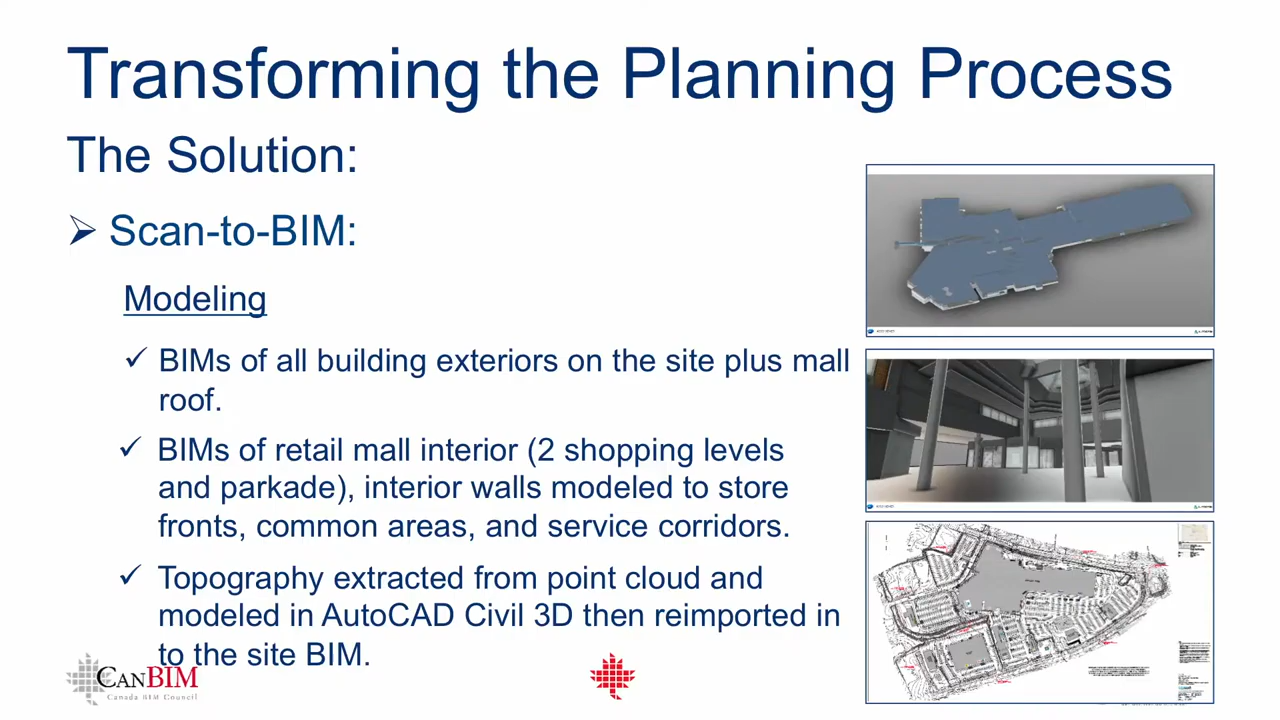 Transforming the Planning Process
The Solution:
➢ Scan-to-BIM:
Modeling
✓ BIMs of all building exteriors on the site plus mall
roof.
✓ BIMs of retail mall interior (2 shopping levels
and parkade), interior walls modeled to store
fronts, common areas, and service corridors.
✓ Topography extracted from point cloud and
modeled in AutoCAD Civil 3D then reimported in
to the site BIM.
CANBIM
Canada BIM Council